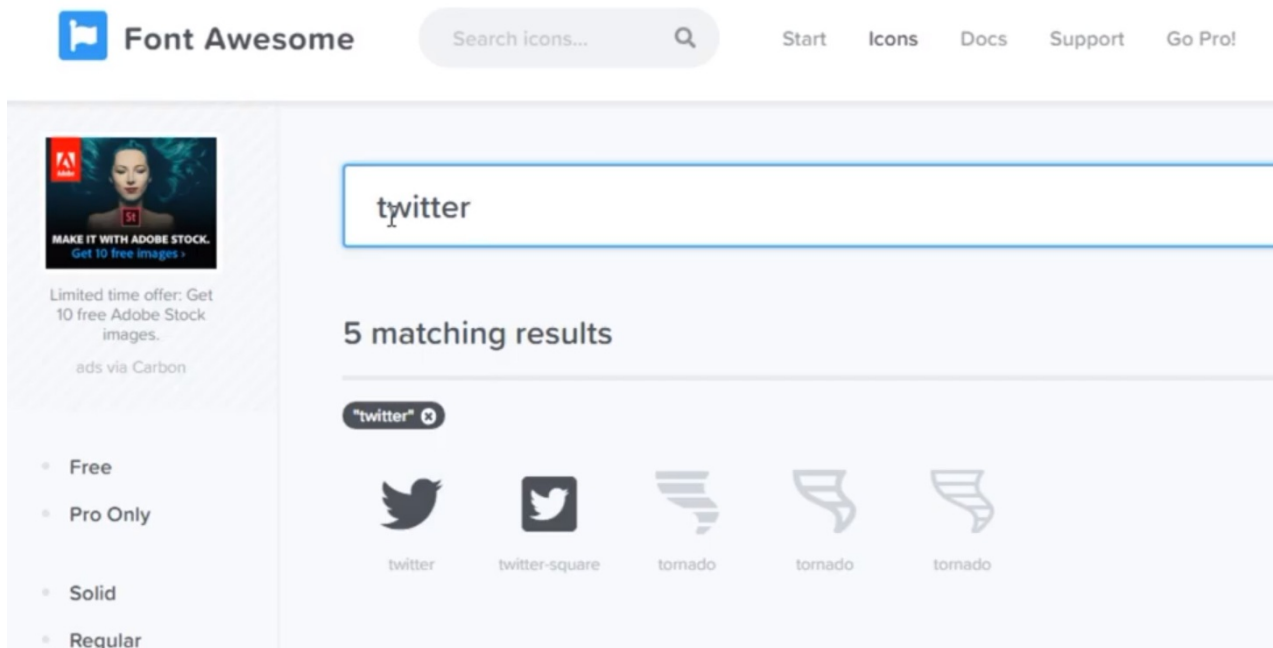 Font Awesome
Search icons...
Start Icons Docs Support Go Pro!
Adobe
St
MAKE IT WITH ADOBE STOCK.
Get 10 free images ›
Limited time offer: Get
10 free Adobe Stock
images.
ads via Carbon
Free
Pro Only
Solid
Regular
twitter
5 matching results
"twitter"
twitter twitter-square tornado tornado tornado